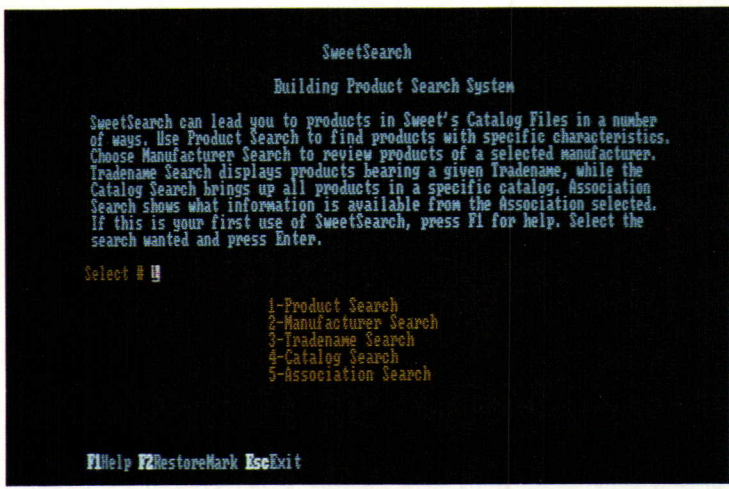 SweetSearch
Building Product Search System
SweetSearch can lead you to products in Sweet's Catalog Files in a number
of ways. Use Product Search to find products with specific characteristics.
Choose Manufacturer Search to review products of a selected manufacturer.
Tradename Search displays products bearing a given Tradename, while the
Catalog Search brings up all products in a specific catalog. Association
Search shows what information is available from the Association selected.
If this is your first use of SweetSearch, press F1 for help. Select the
search wanted and press Enter.
Select #
1-Product Search
2-Manufacturer Search
3-Tradename Search
4-Catalog Search
5-Association Search
F1Help F2RestoreMark EscExit